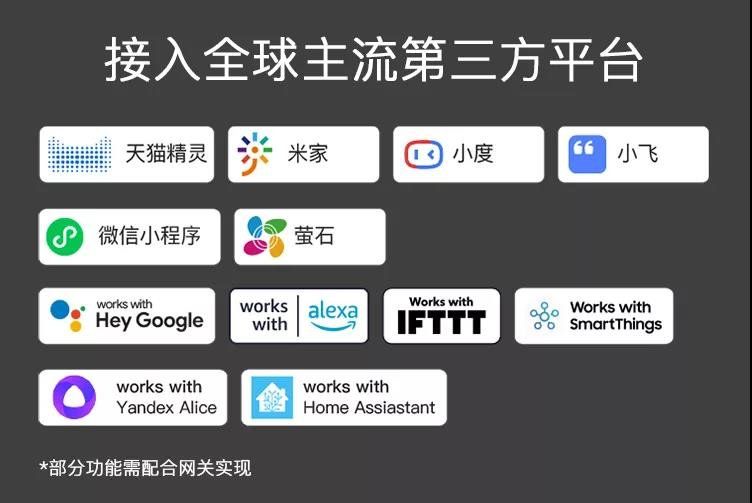 接入全球主流第三方平台
天猫精灵
米家
小度
小飞
微信小程序
萤石
works with
Hey Google
works with
alexa
Works with
IFTTT
Works with
SmartThings
works with
Yandex Alice
works with
Home Assiastant
*部分功能需配合网关实现